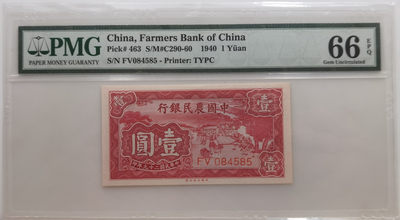 PMG
PAPER MONEY GUARANTY
China, Farmers Bank of China
Pick# 463 S/M#C290-60 1940 1 Yüan
S/N FV084585 - Printer: TYPC
66 EPQ
Gem Uncirculated
行銀民農國中
壹
圓壹
FV 084585